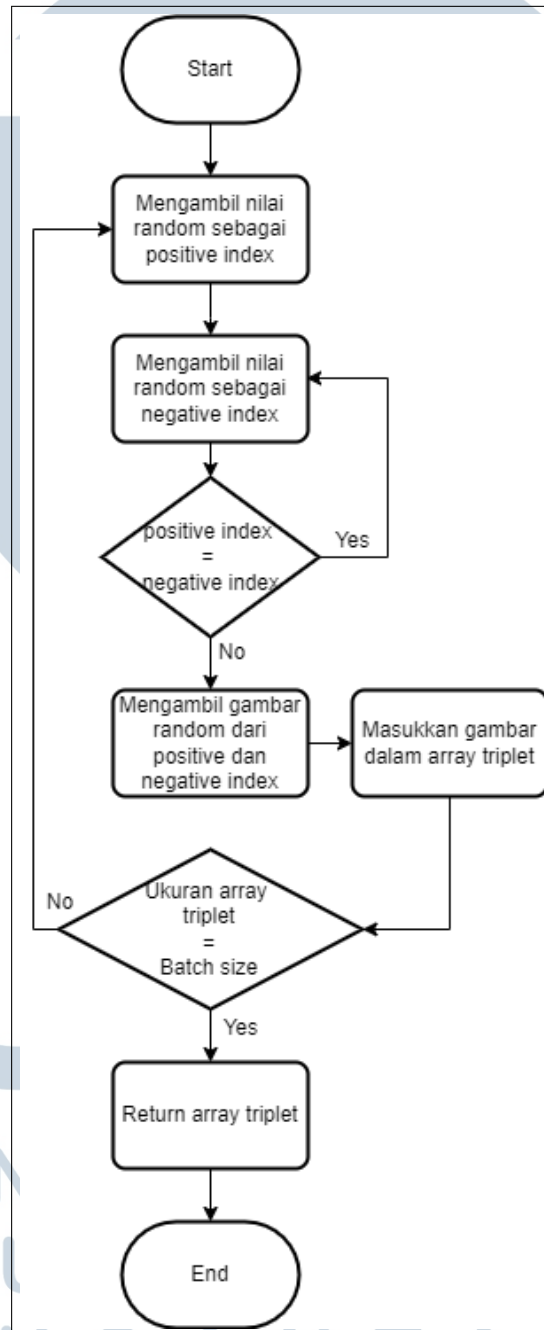 Start
Mengambil nilai
random sebagai
positive index
Mengambil nilai
random sebagai
negative index
positive index
=
negative index
Yes
No
Mengambil gambar
random dari
positive dan
negative index
Masukkan gambar
dalam array triplet
Ukuran array
triplet
=
Batch size
No
Yes
Return array triplet
End